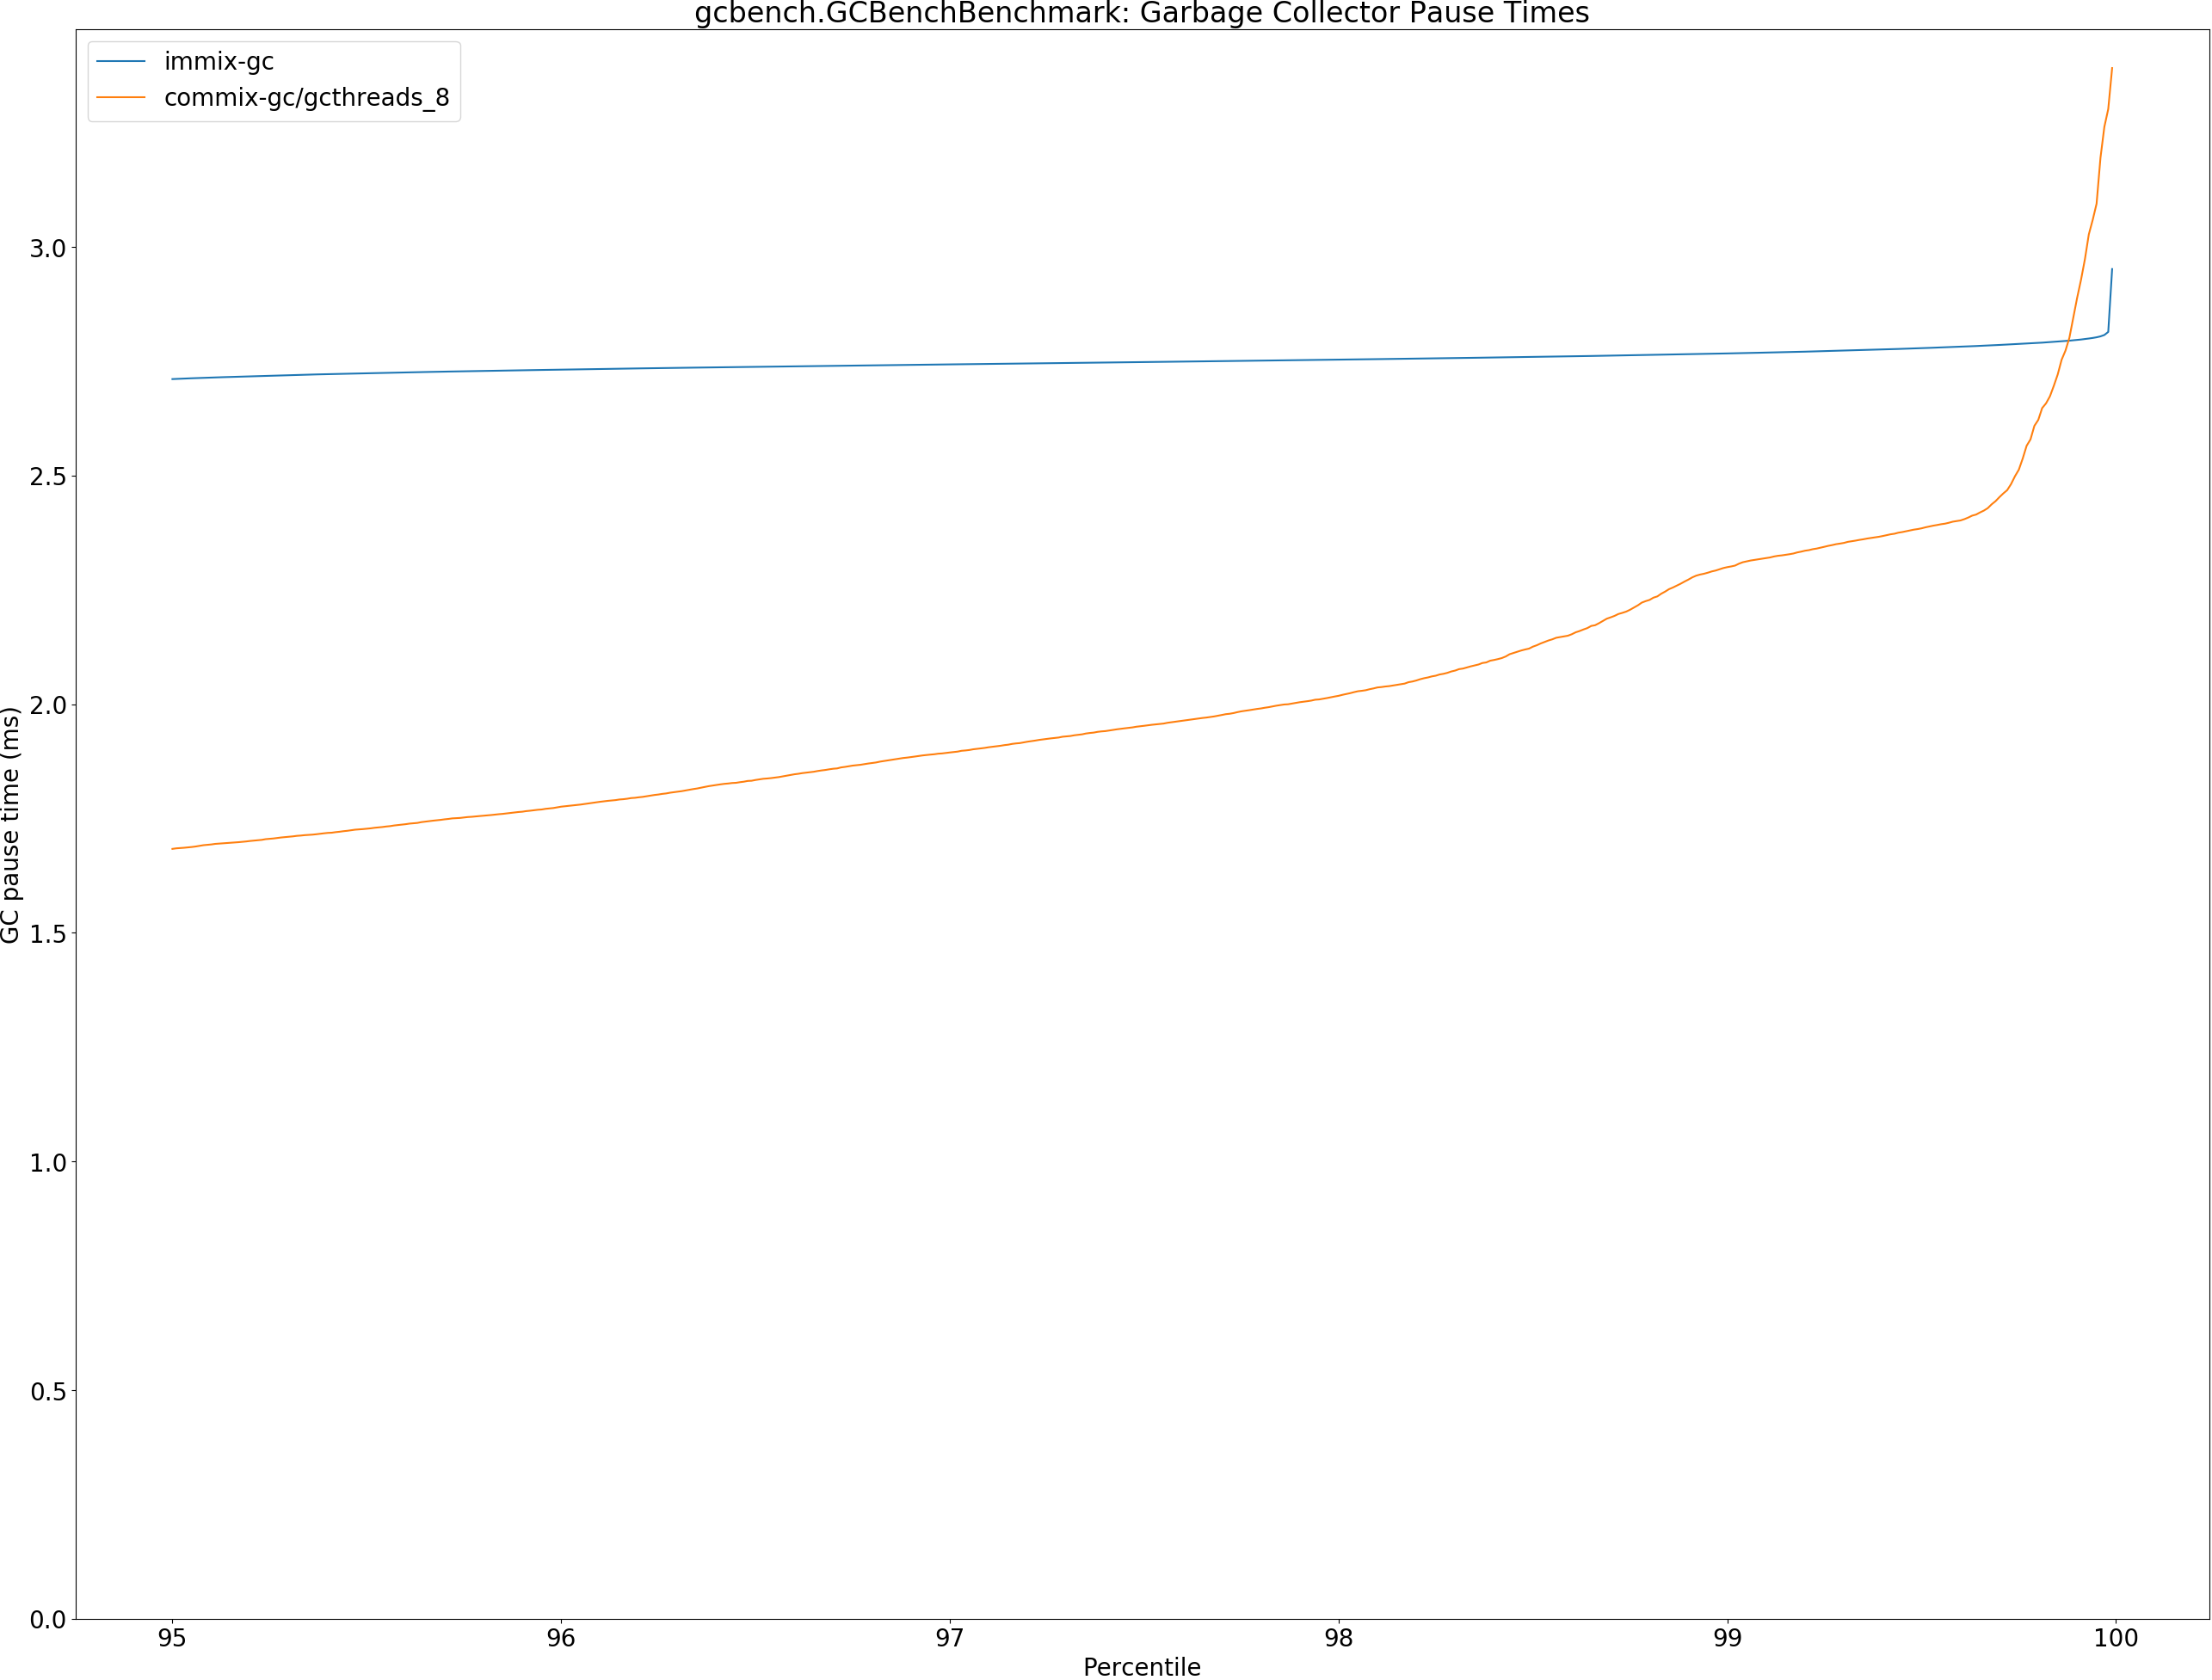 gcbench.GCBenchBenchmark: Garbage Collector Pause Times
immix-gc
commix-gc/gcthreads_8
GC pause time (ms)
3.0
2.5
2.0
1.5
1.0
0.5
0.0
95 96 97 98 99 100
Percentile